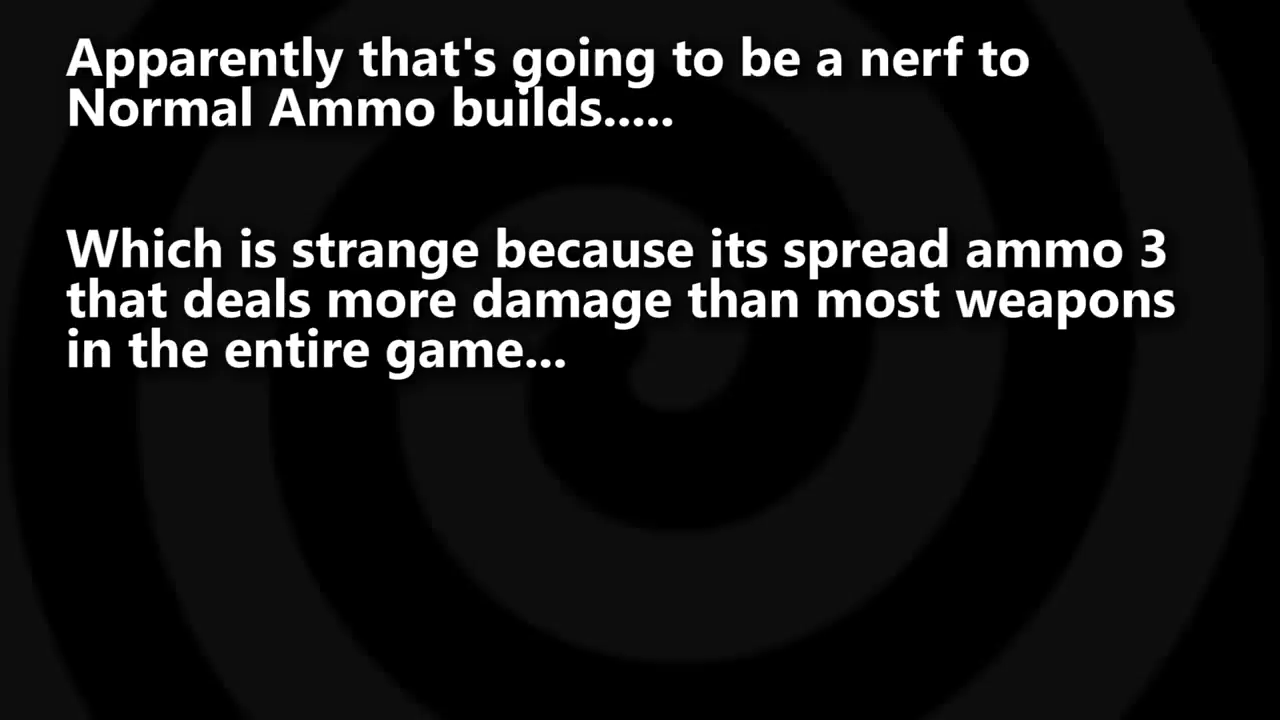 Apparently that's going to be a nerf to
Normal Ammo builds.....
Which is strange because its spread ammo 3
that deals more damage than most weapons
in the entire game...